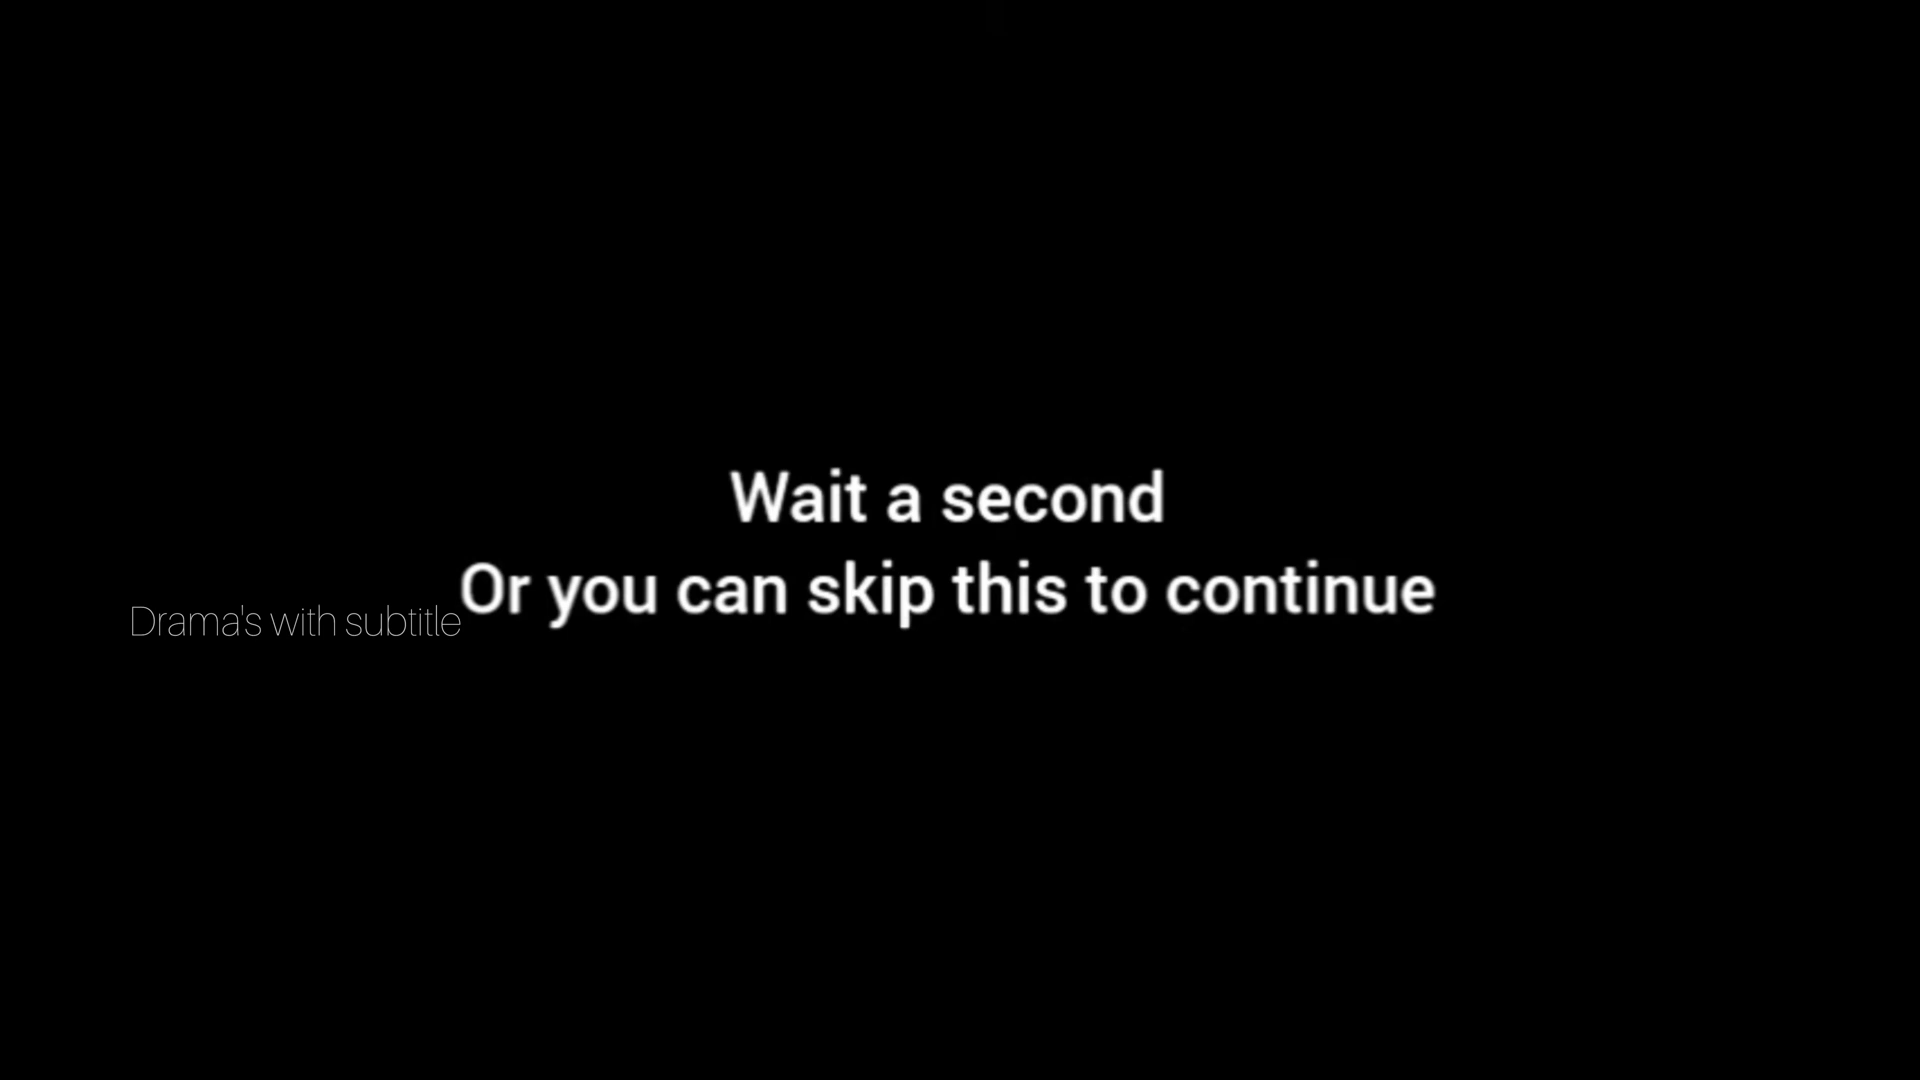 Wait a second
Or you can skip this to continue
Drama's with subtitle